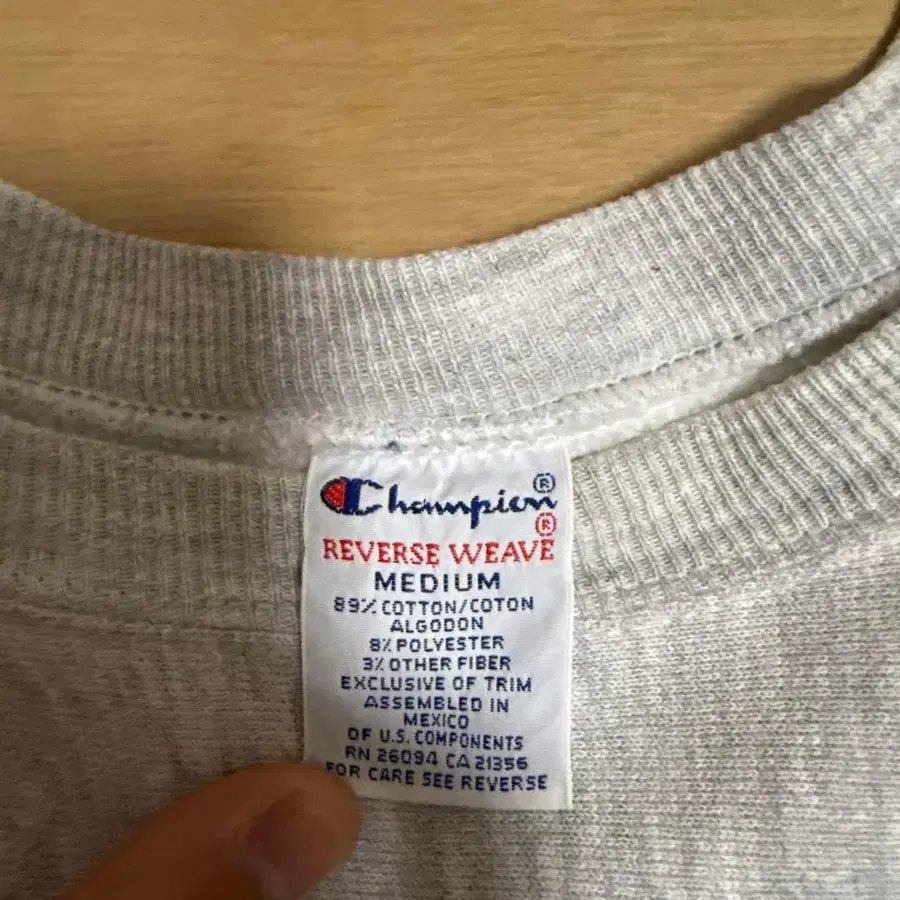 Champion®
REVERSE WEAVE®
MEDIUM
89% COTTON/COTON
ALGODON
8% POLYESTER
3% OTHER FIBER
EXCLUSIVE OF TRIM
ASSEMBLED IN
MEXICO
OF U.S. COMPONENTS
RN 26094 CA 21356
FOR CARE SEE REVERSE